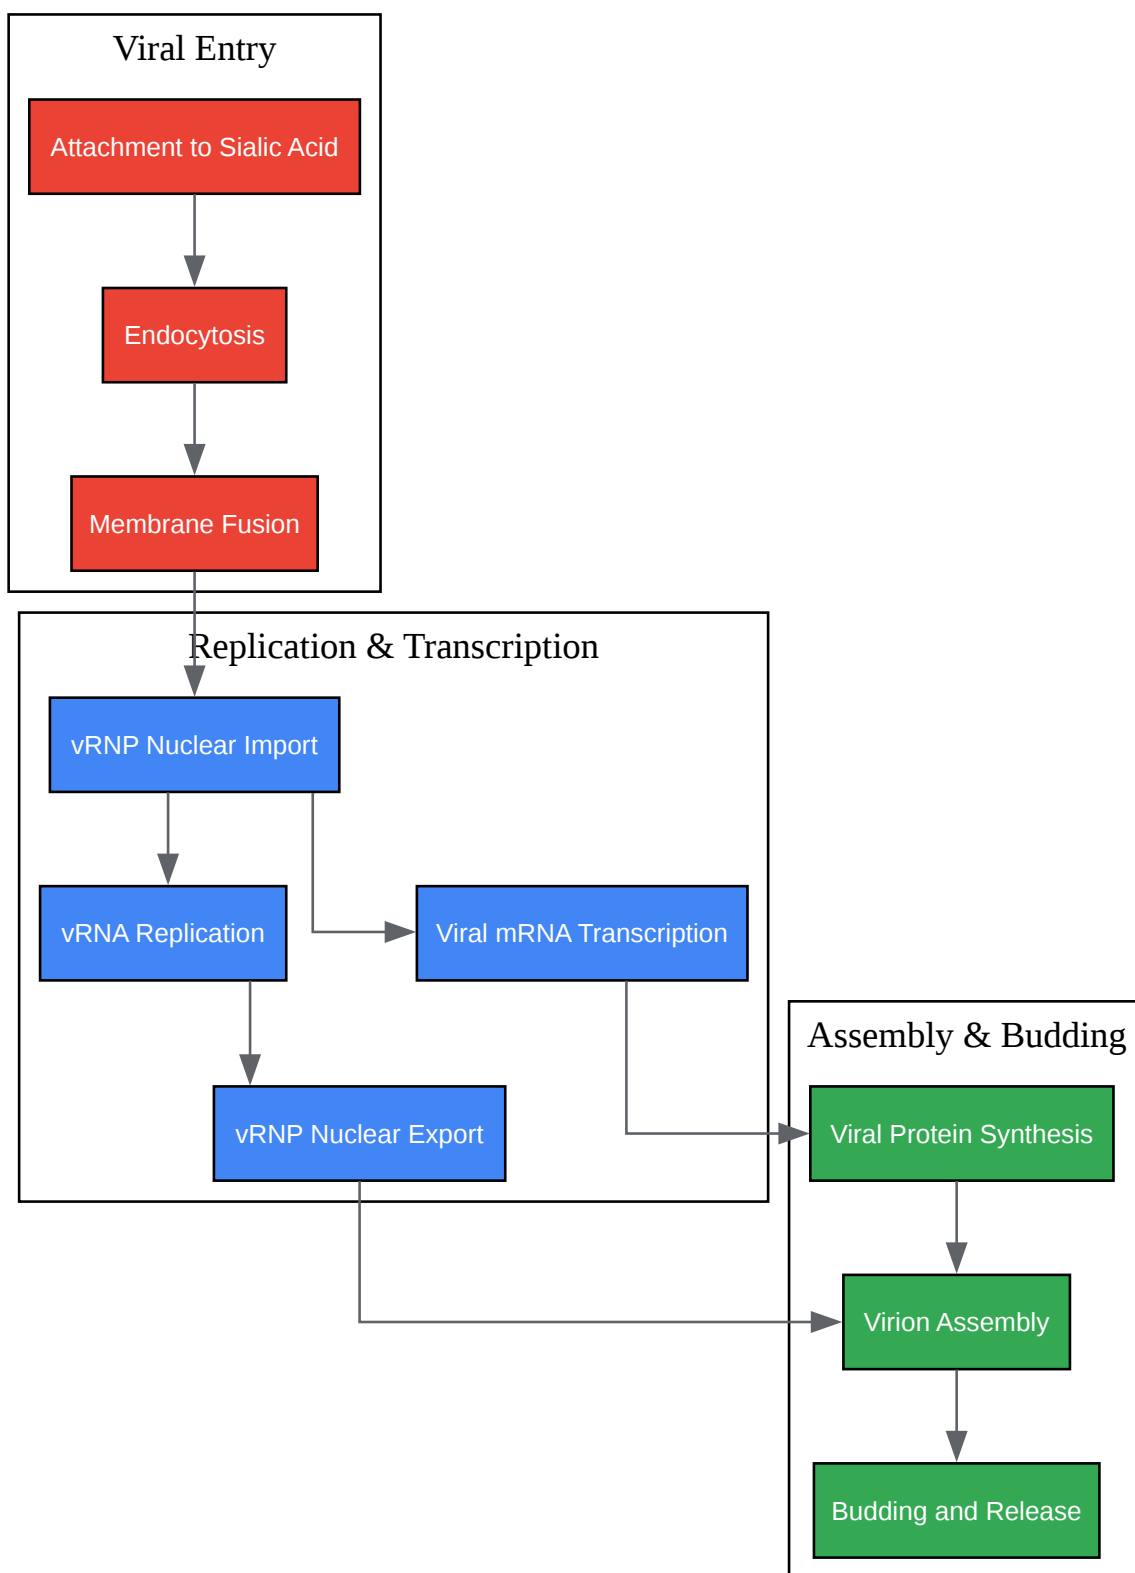 Viral Entry
Attachment to Sialic Acid
Endocytosis
Membrane Fusion
Replication & Transcription
vRNP Nuclear Import
vRNA Replication
Viral mRNA Transcription
vRNP Nuclear Export
Assembly & Budding
Viral Protein Synthesis
Virion Assembly
Budding and Release